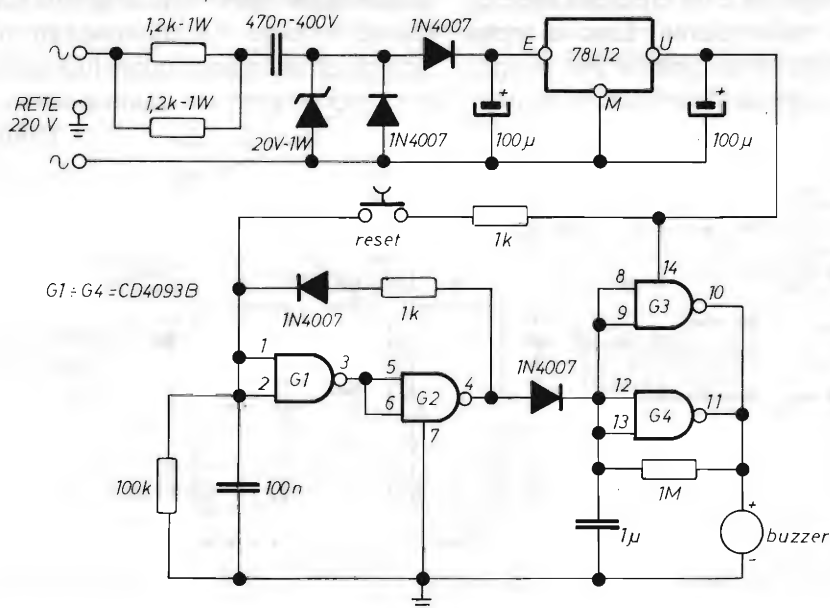 1,2k-1W
470n-400V
1N4007
E
78L12
U
M
RETE
220 V
1,2k-1W
20V-1W
1N4007
+
100µ
+
100µ
reset
1k
14
G1÷G4=CD4093B
1N4007
1k
8
9
G3
10
1
2
G1
3
5
6
G2
4
7
1N4007
12
13
G4
11
100k
100n
1M
1µ
+
buzzer
-